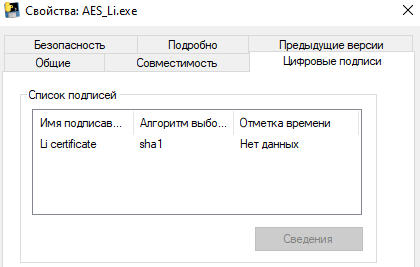 Свойства: AES_Li.exe
Безопасность Подробно Предыдущие версии
Общие Совместимость Цифровые подписи
Список подписей
Имя подписав... Алгоритм выбо... Отметка времени
Li certificate sha1 Нет данных
Сведения